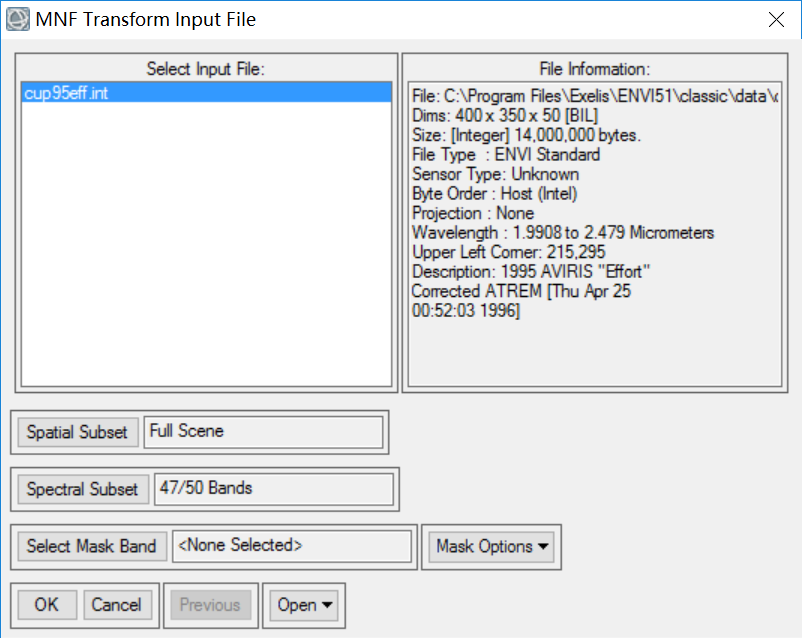 MNF Transform Input File
Select Input File:
cup95eff.int
File Information:
File: C:\Program Files\Exelis\ENVI51\classic\data\c
Dims: 400 x 350 x 50 [BIL]
Size: [Integer] 14,000,000 bytes.
File Type : ENVI Standard
Sensor Type: Unknown
Byte Order : Host (Intel)
Projection : None
Wavelength : 1.9908 to 2.479 Micrometers
Upper Left Corner: 215,295
Description: 1995 AVIRIS "Effort"
Corrected ATREM [Thu Apr 25
00:52:03 1996]
Spatial Subset Full Scene
Spectral Subset 47/50 Bands
Select Mask Band <None Selected> Mask Options
OK Cancel Previous Open